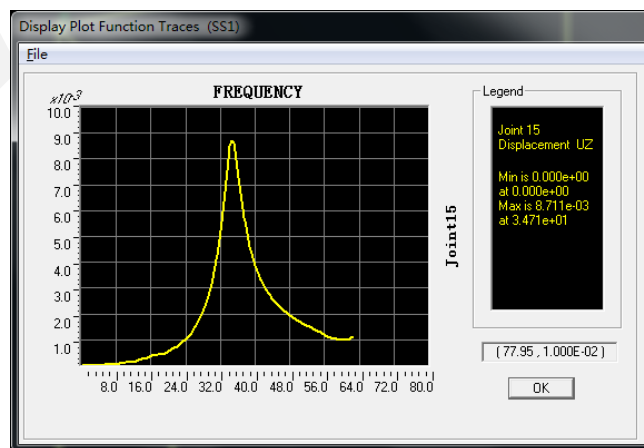 Display Plot Function Traces (SS1)
File
FREQUENCY
x10-3
10.0
9.0
8.0
7.0
6.0
5.0
4.0
3.0
2.0
1.0
8.0 16.0 24.0 32.0 40.0 48.0 56.0 64.0 72.0 80.0
Joint15
Legend
Joint 15
Displacement UZ
Min is 0.000e+00
at 0.000e+00
Max is 8.711e-03
at 3.471e+01
( 77.95 , 1.000E-02 )
OK